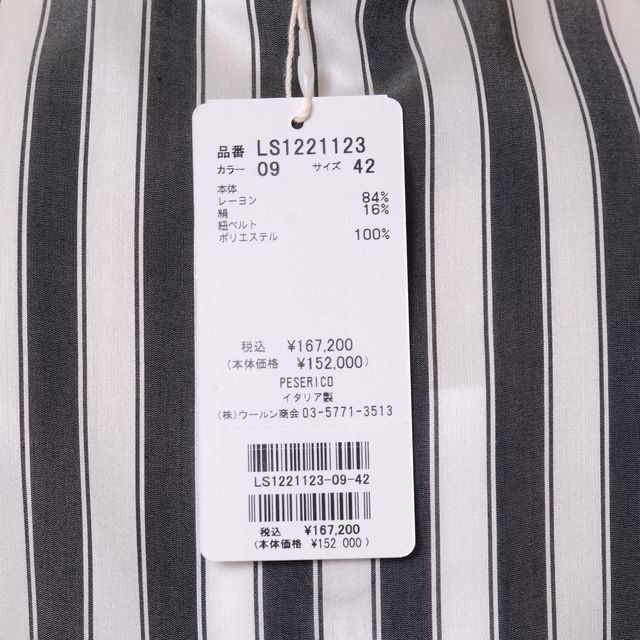 品番 LS1221123
カラー 09 サイズ 42
本体
レーヨン 84%
絹 16%
紐ベルト
ポリエステル 100%
税込 ¥167,200
(本体価格 ¥152,000)
PESERICO
イタリア製
(株)ウールン商会 03-5771-3513
LS1221123-09-42
税込 ¥167,200
(本体価格 ¥152 000)